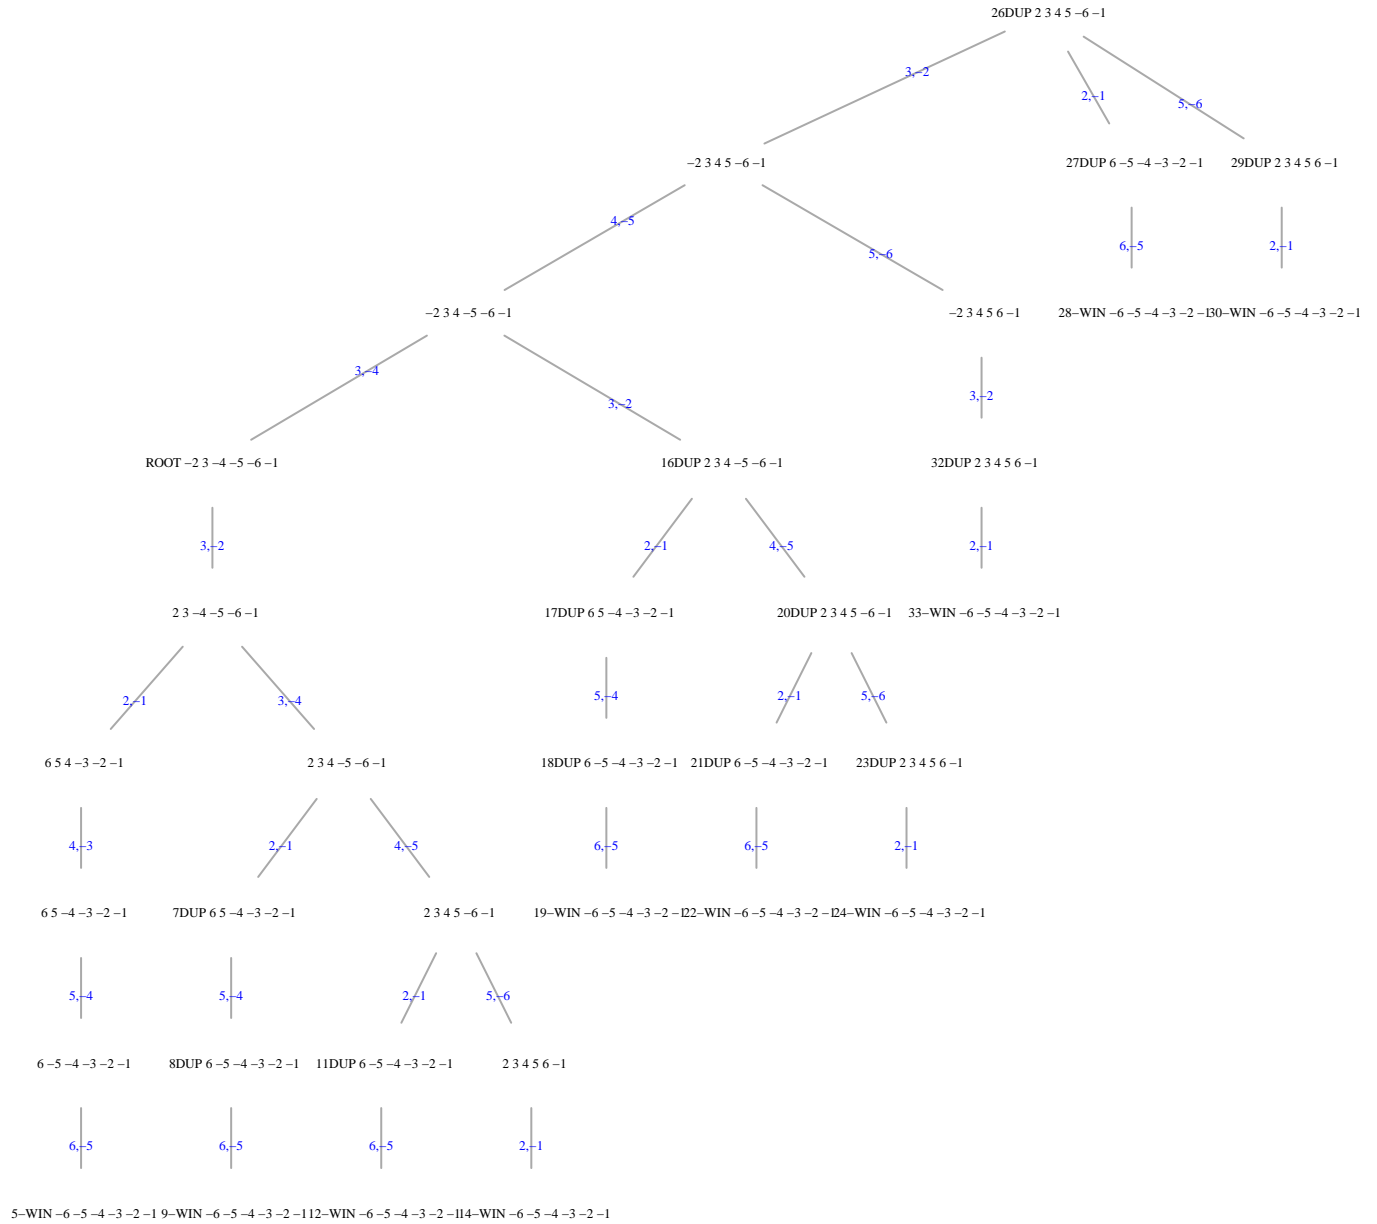 26DUP 2 3 4 5 −6 −1
3,−2
2,−1
5,−6
−2 3 4 5 −6 −1
27DUP 6 −5 −4 −3 −2 −1
29DUP 2 3 4 5 6 −1
4,−5
5,−6
6,−5
2,−1
−2 3 4 −5 −6 −1
−2 3 4 5 6 −1
28−WIN −6 −5 −4 −3 −2 −1
30−WIN −6 −5 −4 −3 −2 −1
3,−4
3,−2
3,−2
ROOT −2 3 −4 −5 −6 −1
16DUP 2 3 4 −5 −6 −1
32DUP 2 3 4 5 6 −1
3,−2
2,−1
4,−5
2,−1
2 3 −4 −5 −6 −1
17DUP 6 5 −4 −3 −2 −1
20DUP 2 3 4 5 −6 −1
33−WIN −6 −5 −4 −3 −2 −1
2,−1
3,−4
5,−4
2,−1
5,−6
6 5 4 −3 −2 −1
2 3 4 −5 −6 −1
18DUP 6 −5 −4 −3 −2 −1
21DUP 6 −5 −4 −3 −2 −1
23DUP 2 3 4 5 6 −1
4,−3
2,−1
4,−5
6,−5
6,−5
2,−1
6 5 −4 −3 −2 −1
7DUP 6 5 −4 −3 −2 −1
2 3 4 5 −6 −1
19−WIN −6 −5 −4 −3 −2 −1
22−WIN −6 −5 −4 −3 −2 −1
24−WIN −6 −5 −4 −3 −2 −1
5,−4
5,−4
2,−1
5,−6
6 −5 −4 −3 −2 −1
8DUP 6 −5 −4 −3 −2 −1
11DUP 6 −5 −4 −3 −2 −1
2 3 4 5 6 −1
6,−5
6,−5
6,−5
2,−1
5−WIN −6 −5 −4 −3 −2 −1
9−WIN −6 −5 −4 −3 −2 −1
12−WIN −6 −5 −4 −3 −2 −1
14−WIN −6 −5 −4 −3 −2 −1